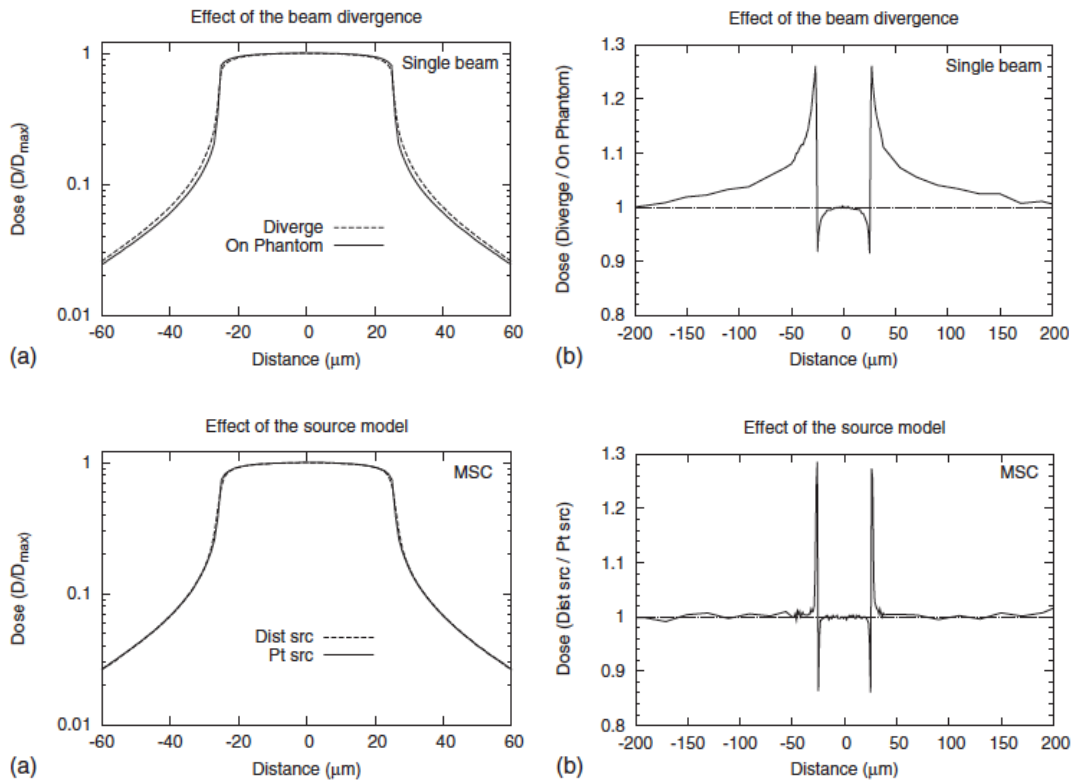 Effect of the beam divergence
1
0.1
0.01
-60 -40 -20 0 20 40 60
Single beam
Diverge
On Phantom
Dose (D/Dmax)
Distance (μm)
(a)
Effect of the beam divergence
1.3
1.2
1.1
1
0.9
0.8
-200 -150 -100 -50 0 50 100 150 200
Single beam
Dose (Diverge / On Phantom)
Distance (μm)
(b)
Effect of the source model
1
0.1
0.01
-60 -40 -20 0 20 40 60
MSC
Dist src
Pt src
Dose (D/Dmax)
Distance (μm)
(a)
Effect of the source model
1.3
1.2
1.1
1
0.9
0.8
-200 -150 -100 -50 0 50 100 150 200
MSC
Dose (Dist src / Pt src)
Distance (μm)
(b)